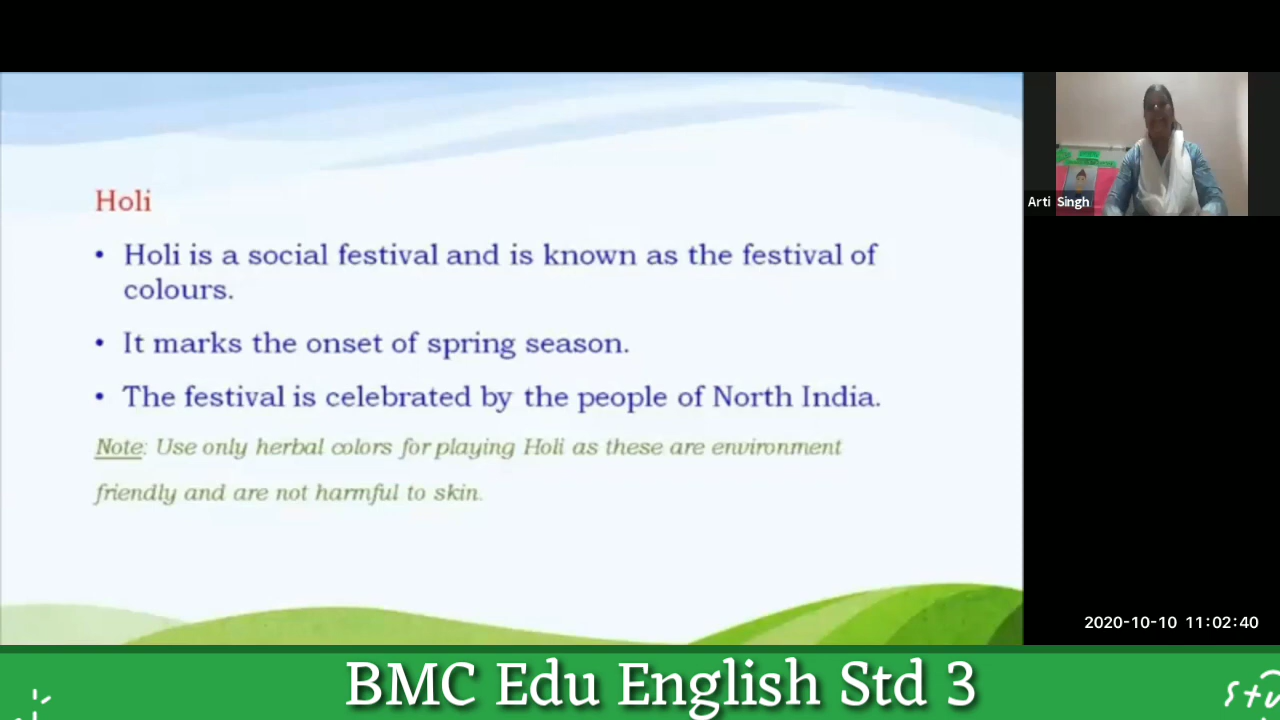 Holi
• Holi is a social festival and is known as the festival of
colours.
• It marks the onset of spring season.
• The festival is celebrated by the people of North India.
Note: Use only herbal colors for playing Holi as these are environment
friendly and are not harmful to skin.
Arti Singh
2020-10-10 11:02:40
BMC Edu English Std 3